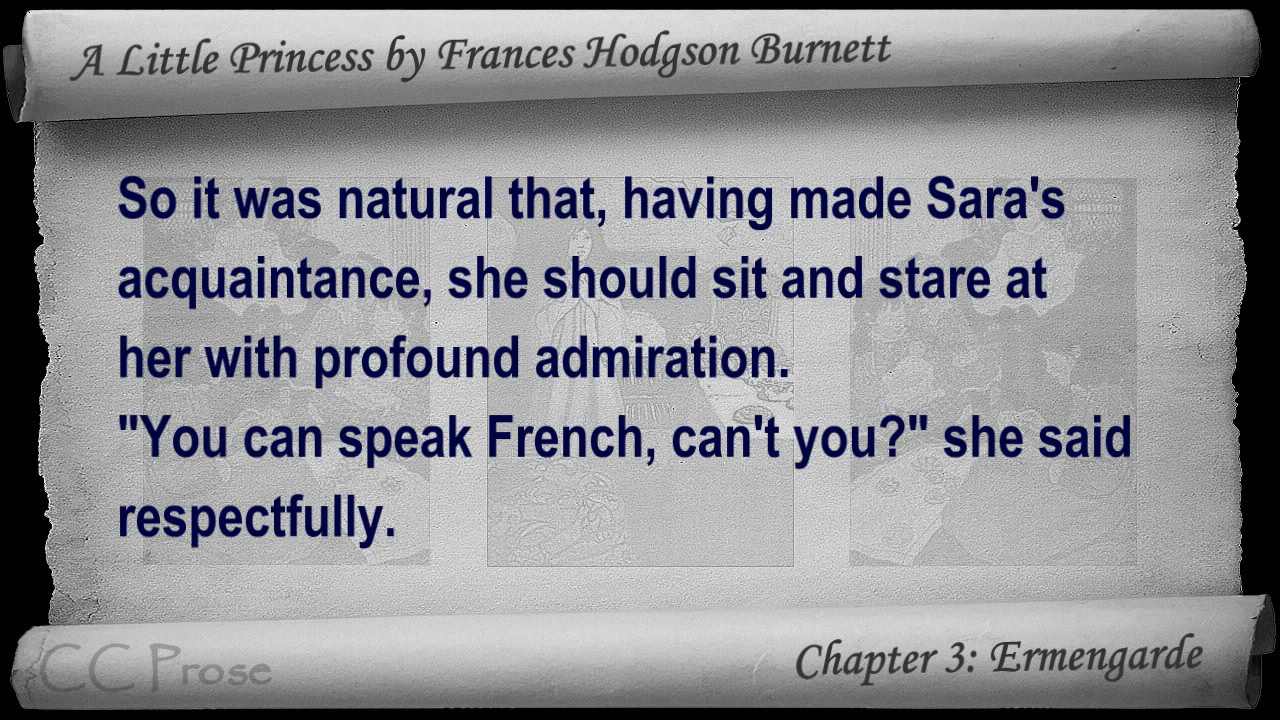 A Little Princess by Frances Hodgson Burnett
So it was natural that, having made Sara's
acquaintance, she should sit and stare at
her with profound admiration.
"You can speak French, can't you?" she said
respectfully.
CC Prose
Chapter 3: Ermengarde